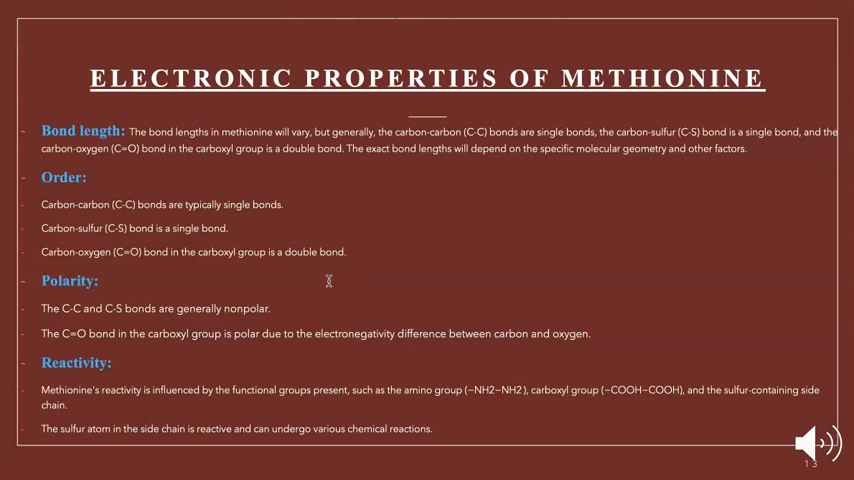 ELECTRONIC PROPERTIES OF METHIONINE
- Bond length: The bond lengths in methionine will vary, but generally, the carbon-carbon (C-C) bonds are single bonds, the carbon-sulfur (C-S) bond is a single bond, and the
carbon-oxygen (C=O) bond in the carboxyl group is a double bond. The exact bond lengths will depend on the specific molecular geometry and other factors.
- Order:
- Carbon-carbon (C-C) bonds are typically single bonds.
- Carbon-sulfur (C-S) bond is a single bond.
- Carbon-oxygen (C=O) bond in the carboxyl group is a double bond.
- Polarity:
- The C-C and C-S bonds are generally nonpolar.
- The C=O bond in the carboxyl group is polar due to the electronegativity difference between carbon and oxygen.
- Reactivity:
- Methionine's reactivity is influenced by the functional groups present, such as the amino group (−NH2−NH2), carboxyl group (−COOH−COOH), and the sulfur-containing side
chain.
- The sulfur atom in the side chain is reactive and can undergo various chemical reactions.
13